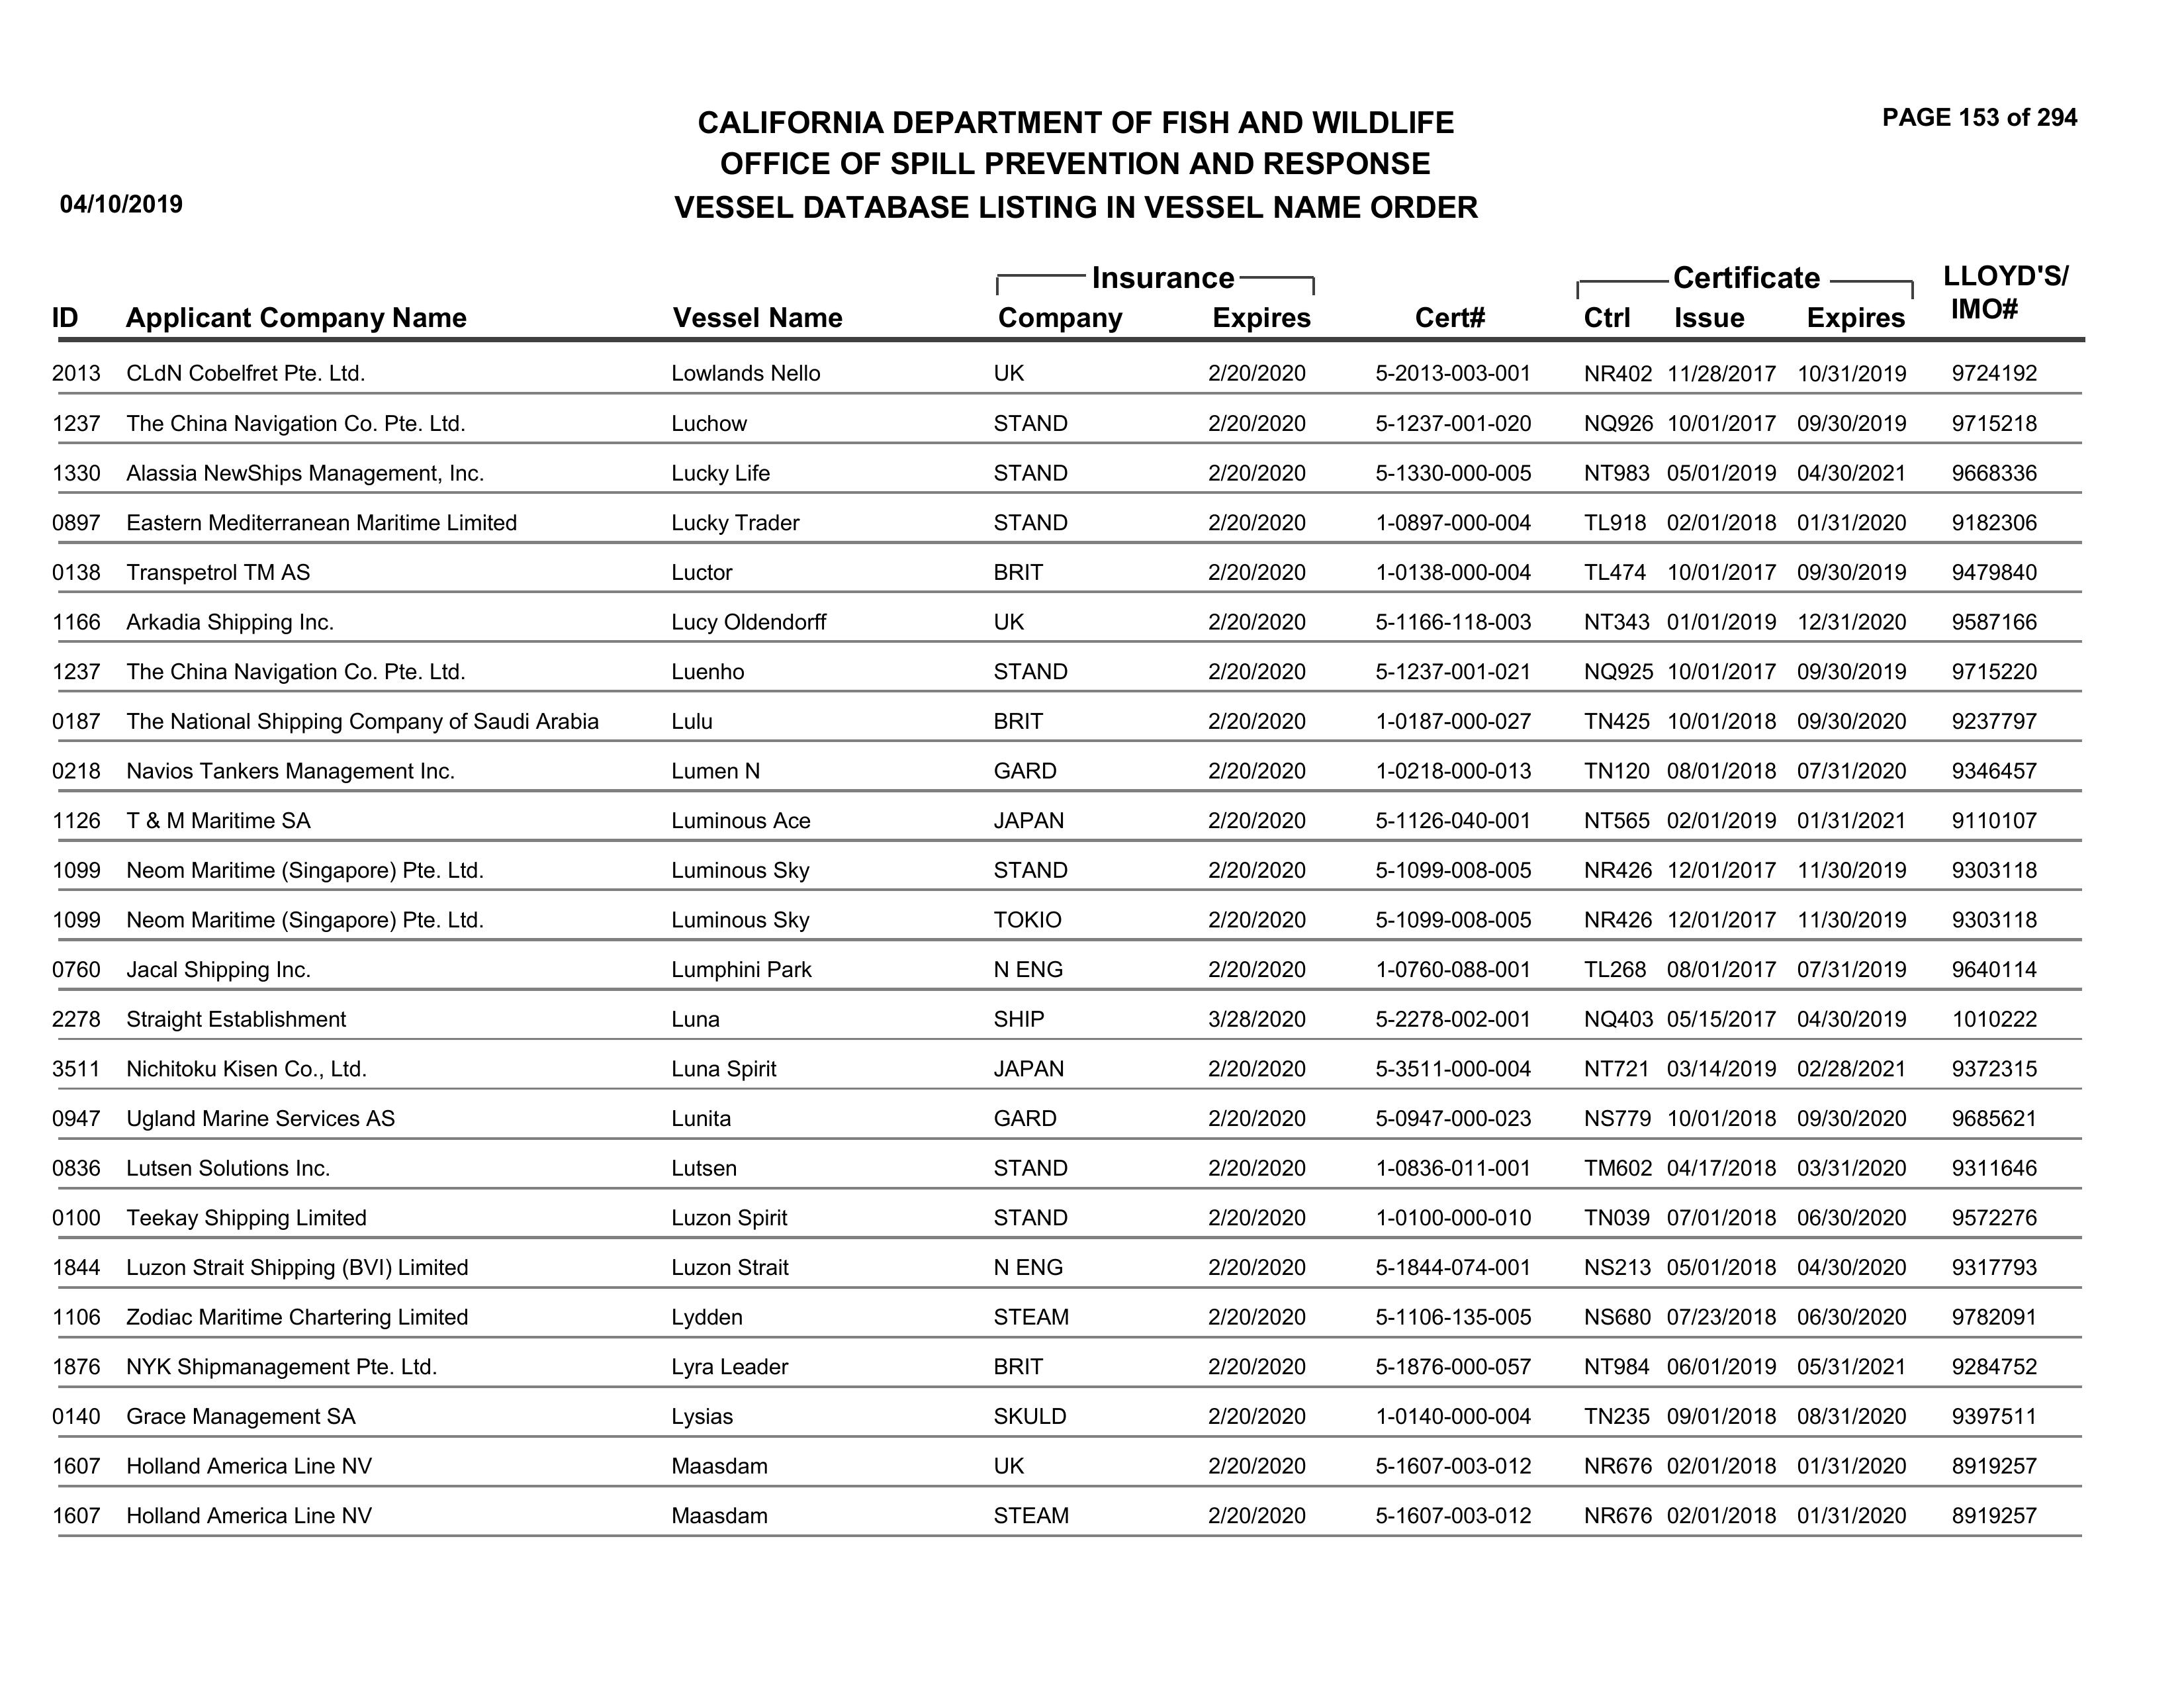 PAGE 153 of 294
CALIFORNIA DEPARTMENT OF FISH AND WILDLIFE
OFFICE OF SPILL PREVENTION AND RESPONSE
04/10/2019 VESSEL DATABASE LISTING IN VESSEL NAME ORDER
Insurance Certificate LLOYD'S/
ID Applicant Company Name Vessel Name Company Expires Cert# Ctrl Issue Expires IMO#
2013 CLdN Cobelfret Pte. Ltd. Lowlands Nello UK 2/20/2020 5-2013-003-001 NR402 11/28/2017 10/31/2019 9724192
1237 The China Navigation Co. Pte. Ltd. Luchow STAND 2/20/2020 5-1237-001-020 NQ926 10/01/2017 09/30/2019 9715218
1330 Alassia NewShips Management, Inc. Lucky Life STAND 2/20/2020 5-1330-000-005 NT983 05/01/2019 04/30/2021 9668336
0897 Eastern Mediterranean Maritime Limited Lucky Trader STAND 2/20/2020 1-0897-000-004 TL918 02/01/2018 01/31/2020 9182306
0138 Transpetrol TM AS Luctor BRIT 2/20/2020 1-0138-000-004 TL474 10/01/2017 09/30/2019 9479840
1166 Arkadia Shipping Inc. Lucy Oldendorff UK 2/20/2020 5-1166-118-003 NT343 01/01/2019 12/31/2020 9587166
1237 The China Navigation Co. Pte. Ltd. Luenho STAND 2/20/2020 5-1237-001-021 NQ925 10/01/2017 09/30/2019 9715220
0187 The National Shipping Company of Saudi Arabia Lulu BRIT 2/20/2020 1-0187-000-027 TN425 10/01/2018 09/30/2020 9237797
0218 Navios Tankers Management Inc. Lumen N GARD 2/20/2020 1-0218-000-013 TN120 08/01/2018 07/31/2020 9346457
1126 T & M Maritime SA Luminous Ace JAPAN 2/20/2020 5-1126-040-001 NT565 02/01/2019 01/31/2021 9110107
1099 Neom Maritime (Singapore) Pte. Ltd. Luminous Sky STAND 2/20/2020 5-1099-008-005 NR426 12/01/2017 11/30/2019 9303118
1099 Neom Maritime (Singapore) Pte. Ltd. Luminous Sky TOKIO 2/20/2020 5-1099-008-005 NR426 12/01/2017 11/30/2019 9303118
0760 Jacal Shipping Inc. Lumphini Park N ENG 2/20/2020 1-0760-088-001 TL268 08/01/2017 07/31/2019 9640114
2278 Straight Establishment Luna SHIP 3/28/2020 5-2278-002-001 NQ403 05/15/2017 04/30/2019 1010222
3511 Nichitoku Kisen Co., Ltd. Luna Spirit JAPAN 2/20/2020 5-3511-000-004 NT721 03/14/2019 02/28/2021 9372315
0947 Ugland Marine Services AS Lunita GARD 2/20/2020 5-0947-000-023 NS779 10/01/2018 09/30/2020 9685621
0836 Lutsen Solutions Inc. Lutsen STAND 2/20/2020 1-0836-011-001 TM602 04/17/2018 03/31/2020 9311646
0100 Teekay Shipping Limited Luzon Spirit STAND 2/20/2020 1-0100-000-010 TN039 07/01/2018 06/30/2020 9572276
1844 Luzon Strait Shipping (BVI) Limited Luzon Strait N ENG 2/20/2020 5-1844-074-001 NS213 05/01/2018 04/30/2020 9317793
1106 Zodiac Maritime Chartering Limited Lydden STEAM 2/20/2020 5-1106-135-005 NS680 07/23/2018 06/30/2020 9782091
1876 NYK Shipmanagement Pte. Ltd. Lyra Leader BRIT 2/20/2020 5-1876-000-057 NT984 06/01/2019 05/31/2021 9284752
0140 Grace Management SA Lysias SKULD 2/20/2020 1-0140-000-004 TN235 09/01/2018 08/31/2020 9397511
1607 Holland America Line NV Maasdam UK 2/20/2020 5-1607-003-012 NR676 02/01/2018 01/31/2020 8919257
1607 Holland America Line NV Maasdam STEAM 2/20/2020 5-1607-003-012 NR676 02/01/2018 01/31/2020 8919257